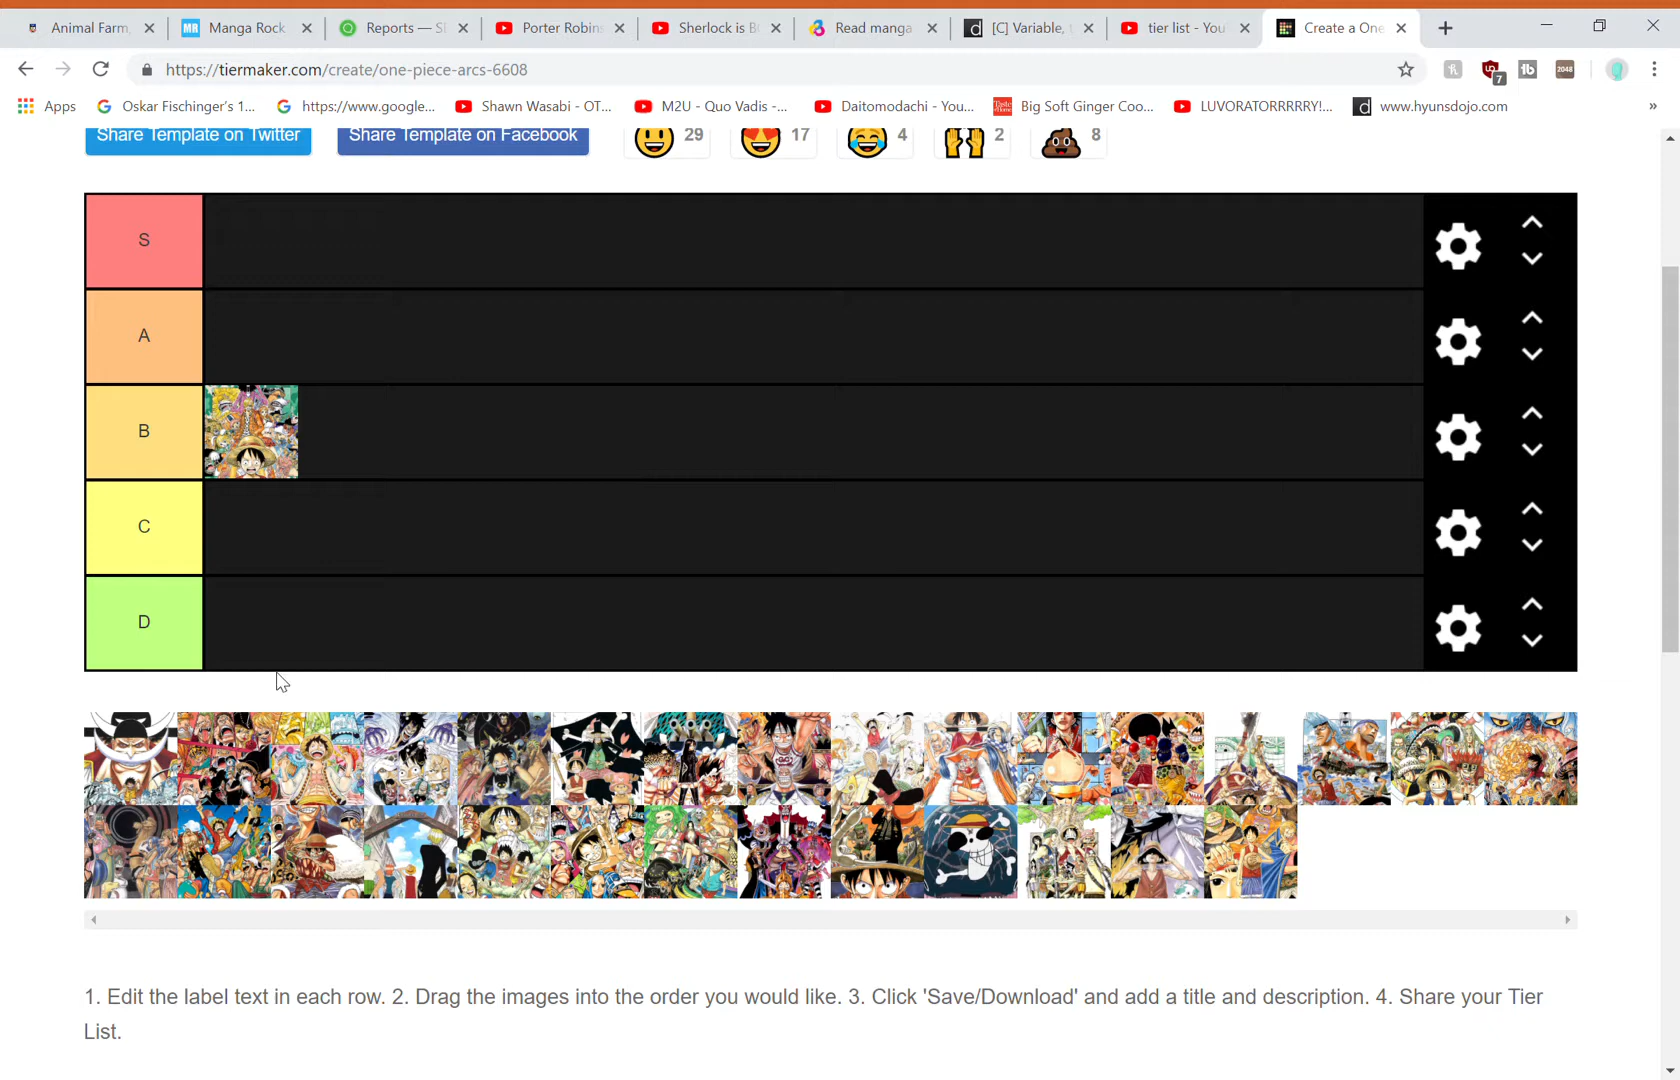 Animal Farm,
Manga Rock
Reports — S
Porter Robins
Sherlock is B
Read manga
[C] Variable,
tier list - You
Create a One
https://tiermaker.com/create/one-piece-arcs-6608
7
2048
Apps
Oskar Fischinger's 1...
https://www.google...
Shawn Wasabi - OT...
M2U - Quo Vadis -...
Daitomodachi - You...
Big Soft Ginger Coo...
LUVORATORRRRRY!...
www.hyunsdojo.com
»
Share Template on Twitter
Share Template on Facebook
29
17
4
2
8
S
A
B
C
D
1. Edit the label text in each row. 2. Drag the images into the order you would like. 3. Click 'Save/Download' and add a title and description. 4. Share your Tier
List.